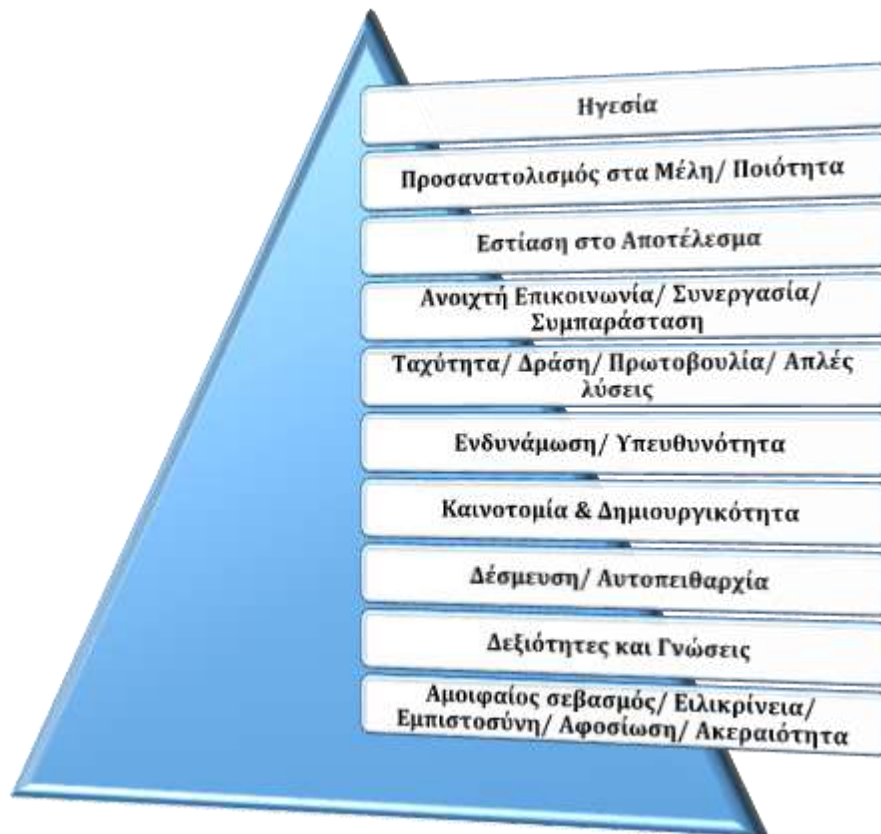 Ηγεσία
Προσανατολισμός στα Μέλη/ Ποιότητα
Εστίαση στο Αποτέλεσμα
Ανοιχτή Επικοινωνία/ Συνεργασία/
Συμπαράσταση
Ταχύτητα/ Δράση/ Πρωτοβουλία/ Απλές
λύσεις
Ενδυνάμωση/ Υπευθυνότητα
Καινοτομία & Δημιουργικότητα
Δέσμευση/ Αυτοπειθαρχία
Δεξιότητες και Γνώσεις
Αμοιφαίος σεβασμός/ Ειλικρίνεια/
Εμπιστοσύνη/ Αφοσίωση/ Ακεραιότητα